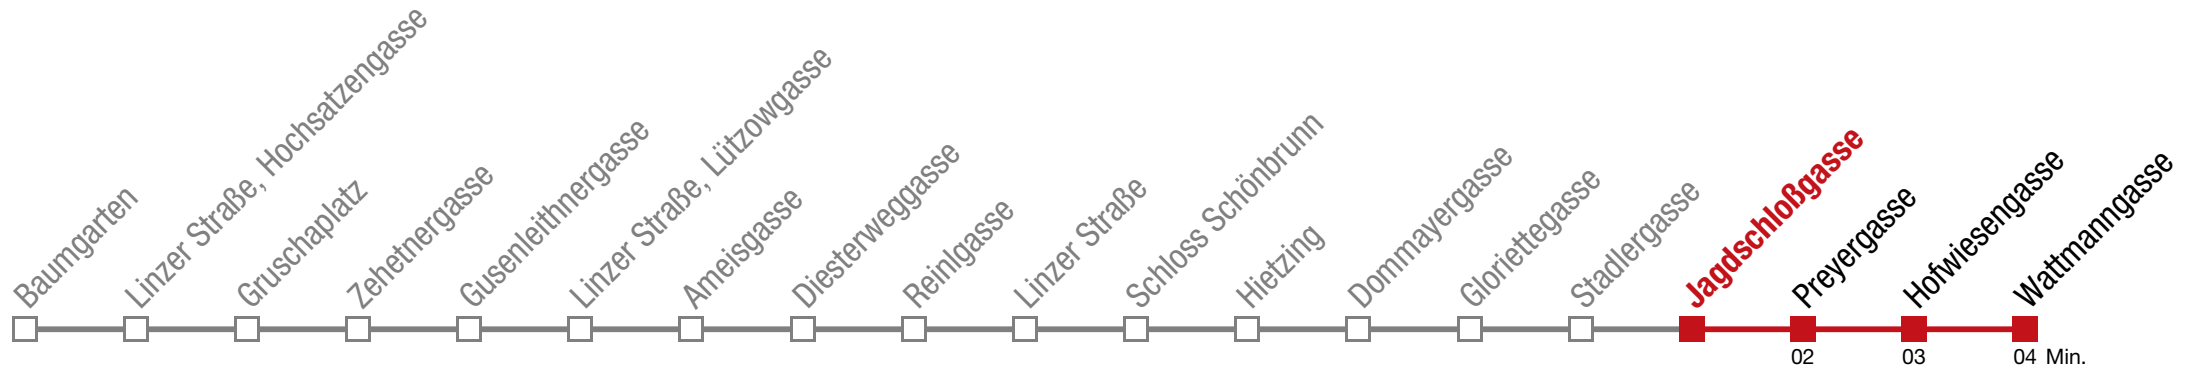 Baumgarten
Linzer Straße, Hochsatzengasse
Gruschaplatz
Zehetnergasse
Gusenleithnergasse
Linzer Straße, Lützowgasse
Ameisgasse
Diesterweggasse
Reinlgasse
Linzer Straße
Schloss Schönbrunn
Hietzing
Dommayergasse
Gloriettegasse
Stadlergasse
Jagdschloßgasse
Preyergasse
Hofwiesengasse
Wattmanngasse
02 03 04 Min.